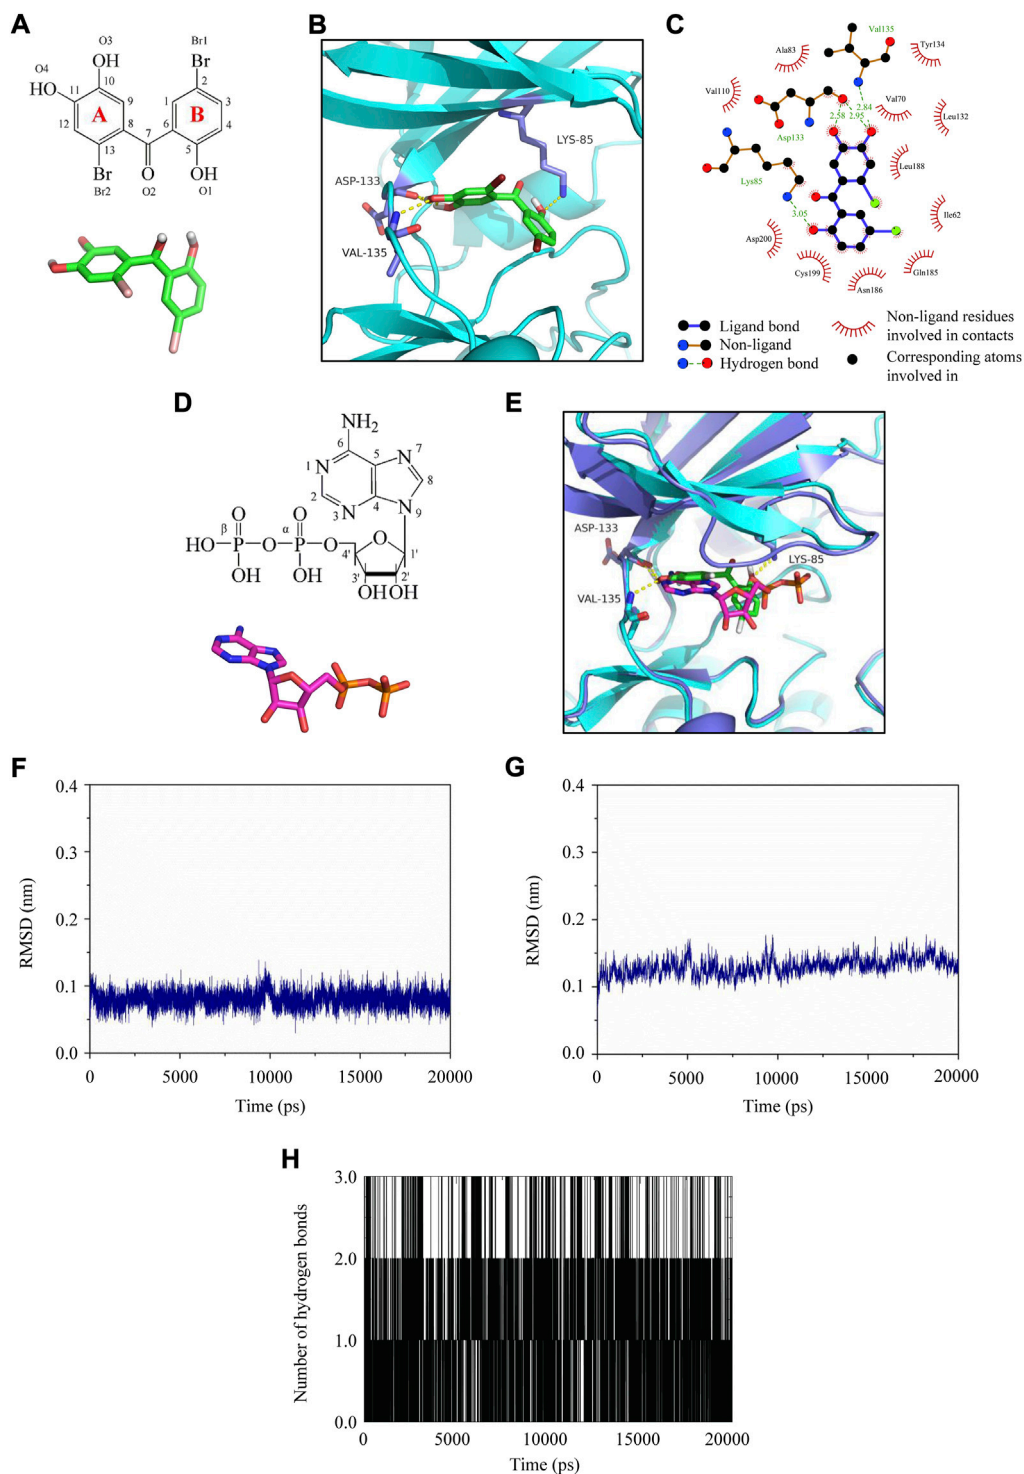 A
O3
OH
O4
HO
11
10
9
12
A
8
13
Br
Br2
7
O
O2
Br1
Br
2
1
3
B
6
4
5
OH
O1
B
LYS-85
ASP-133
VAL-135
C
Val135
Ala83
Tyr134
Val110
2.84
Val70
2.58
2.95
Leu132
Asp133
Lys85
Leu188
3.05
Ile62
Asp200
Cys199
Gln185
Asn186
Ligand bond
Non-ligand
Hydrogen bond
Non-ligand residues
involved in contacts
Corresponding atoms
involved in
D
NH2
6
1
N
5
N
7
2
8
3
N
4
N
9
β
O
α
O
HO
P
O
P
O
O
4'
1'
OH
OH
3'
2'
OH
OH
E
ASP-133
LYS-85
VAL-135
F
0.4
0.3
RMSD (nm)
0.2
0.1
0.0
0
5000
10000
15000
20000
Time (ps)
G
0.4
0.3
RMSD (nm)
0.2
0.1
0.0
0
5000
10000
15000
20000
Time (ps)
H
3.0
Number of hydrogen bonds
2.0
1.0
0.0
0
5000
10000
15000
20000
Time (ps)